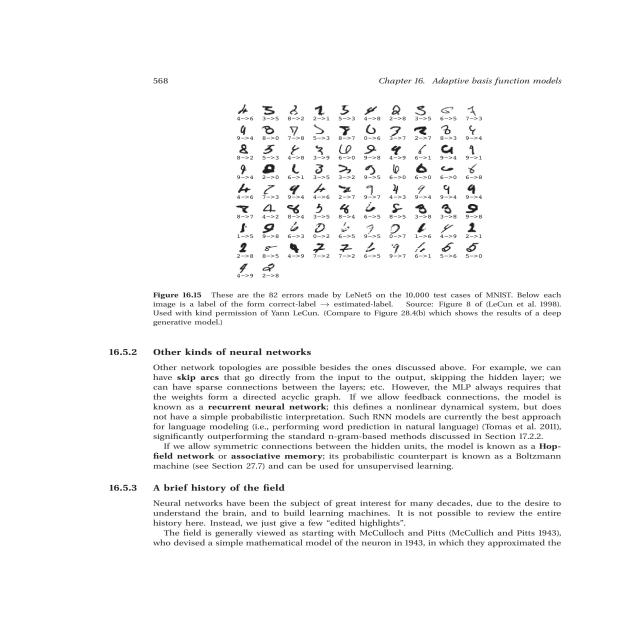 568 Chapter 16. Adaptive basis function models
4->6 3->5 8->2 2->1 5->3 4->8 2->8 3->5 6->5 7->3
9->4 8->0 7->8 5->3 8->7 0->6 3->7 2->7 8->3 9->4
8->2 5->3 4->8 3->9 6->0 9->8 4->9 6->1 9->4 9->1
9->4 2->0 6->1 3->5 3->2 9->5 6->0 6->0 6->0 6->8
4->6 7->3 9->4 4->6 2->7 9->7 4->3 9->4 9->4 9->4
8->7 4->2 8->4 3->5 8->4 6->5 8->5 3->8 3->8 9->8
1->5 9->8 6->3 0->2 6->5 9->5 0->7 1->6 4->9 2->1
2->8 8->5 4->9 7->2 7->2 6->5 9->7 6->1 5->6 5->0
4->9 2->8
Figure 16.15 These are the 82 errors made by LeNet5 on the 10,000 test cases of MNIST. Below each
image is a label of the form correct-label → estimated-label. Source: Figure 8 of (LeCun et al. 1998).
Used with kind permission of Yann LeCun. (Compare to Figure 28.4(b) which shows the results of a deep
generative model.)
16.5.2 Other kinds of neural networks
Other network topologies are possible besides the ones discussed above. For example, we can
have skip arcs that go directly from the input to the output, skipping the hidden layer; we
can have sparse connections between the layers; etc. However, the MLP always requires that
the weights form a directed acyclic graph. If we allow feedback connections, the model is
known as a recurrent neural network; this defines a nonlinear dynamical system, but does
not have a simple probabilistic interpretation. Such RNN models are currently the best approach
for language modeling (i.e., performing word prediction in natural language) (Tomas et al. 2011),
significantly outperforming the standard n-gram-based methods discussed in Section 17.2.2.
If we allow symmetric connections between the hidden units, the model is known as a Hop-
field network or associative memory; its probabilistic counterpart is known as a Boltzmann
machine (see Section 27.7) and can be used for unsupervised learning.
16.5.3 A brief history of the field
Neural networks have been the subject of great interest for many decades, due to the desire to
understand the brain, and to build learning machines. It is not possible to review the entire
history here. Instead, we just give a few “edited highlights”.
The field is generally viewed as starting with McCulloch and Pitts (McCullich and Pitts 1943),
who devised a simple mathematical model of the neuron in 1943, in which they approximated the